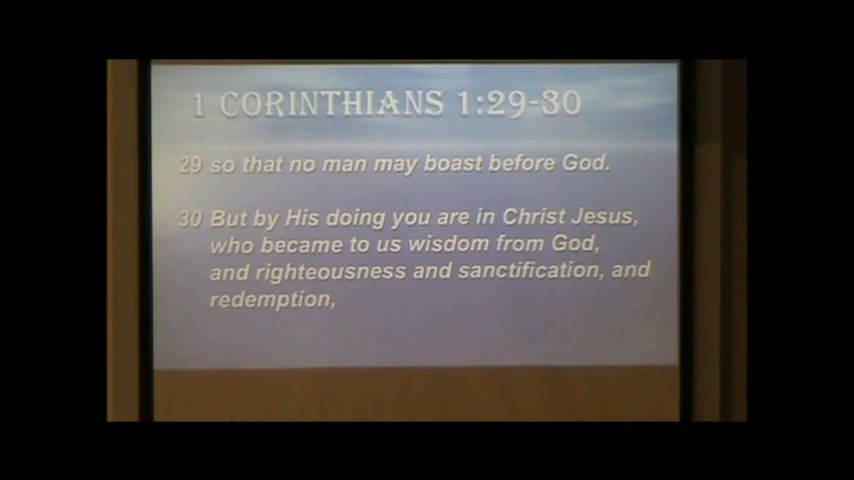 1 CORINTHIANS 1:29-30
29 so that no man may boast before God.
30 But by His doing you are in Christ Jesus,
who became to us wisdom from God,
and righteousness and sanctification, and
redemption,